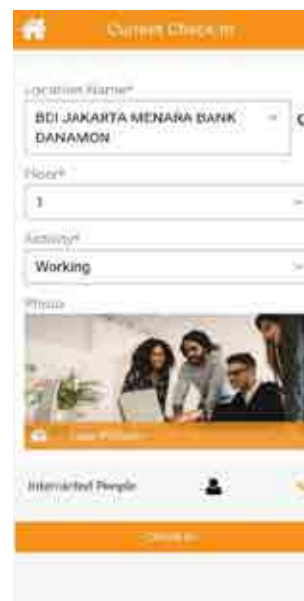 Current Check In
Location Name*
BDI JAKARTA MENARA BANK
DANAMON
Floor*
1
Activity*
Working
Photo
Interacted People